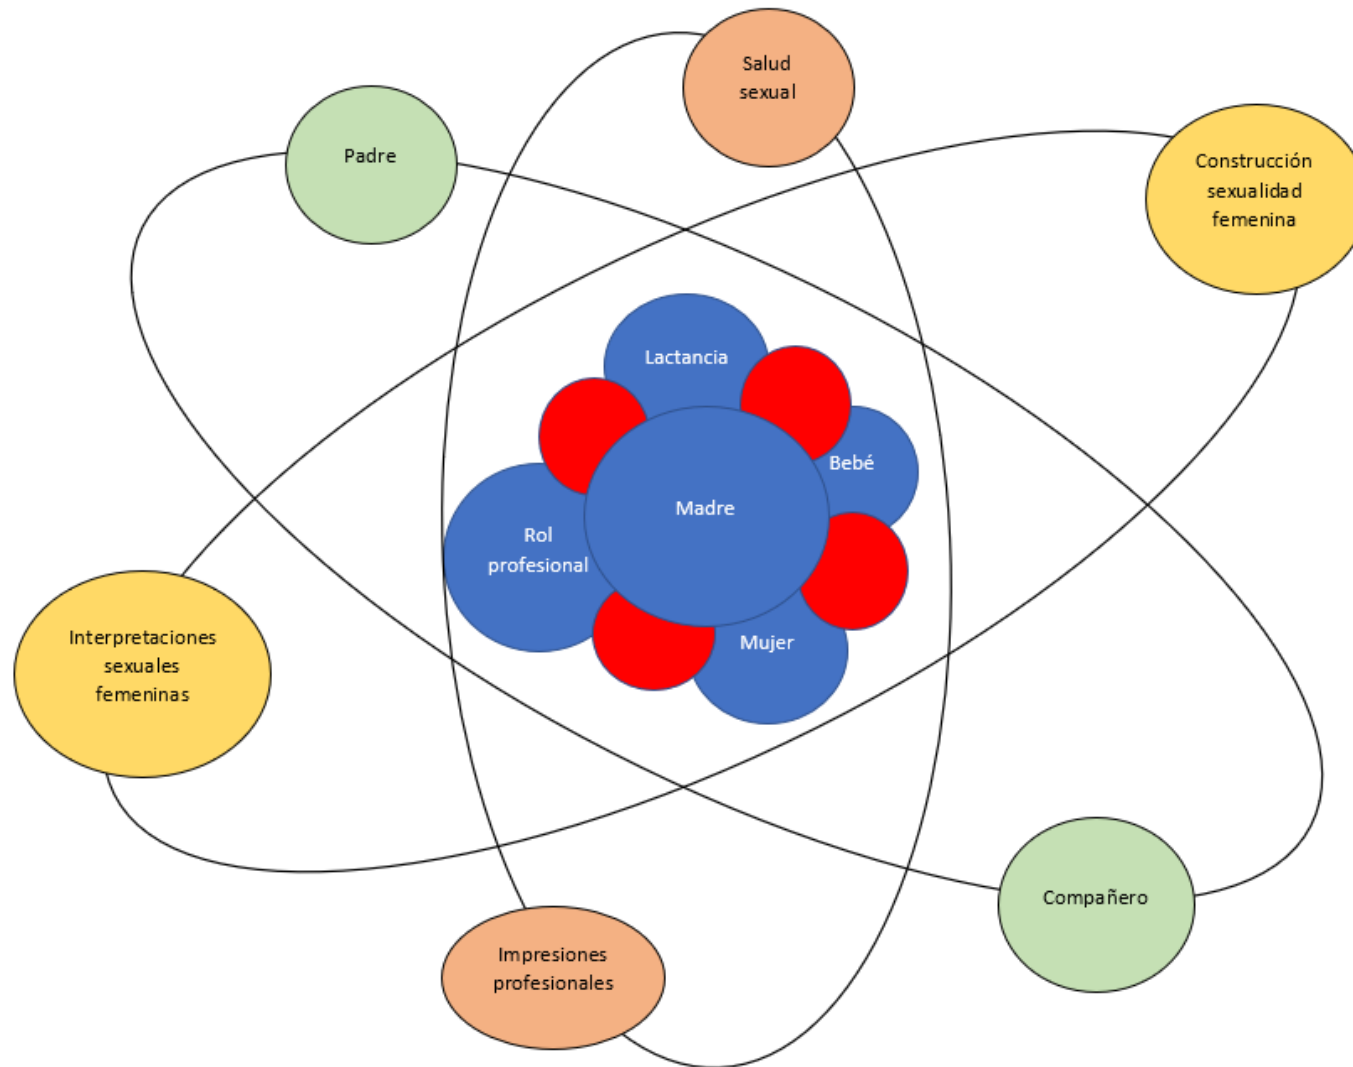 Salud
sexual
Padre
Construcción
sexualidad
femenina
Lactancia
Bebé
Madre
Rol
profesional
Mujer
Interpretaciones
sexuales
femeninas
Compañero
Impresiones
profesionales